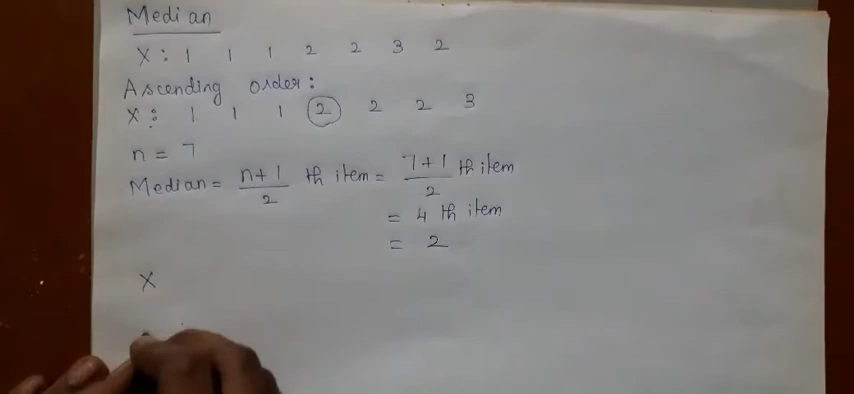 Median
X : 1 1 1 2 2 3 2
Ascending order:
X : 1 1 1 2 2 2 3
n = 7
Median = n+1/2 th item = 7+1/2 th item
= 4 th item
= 2
X